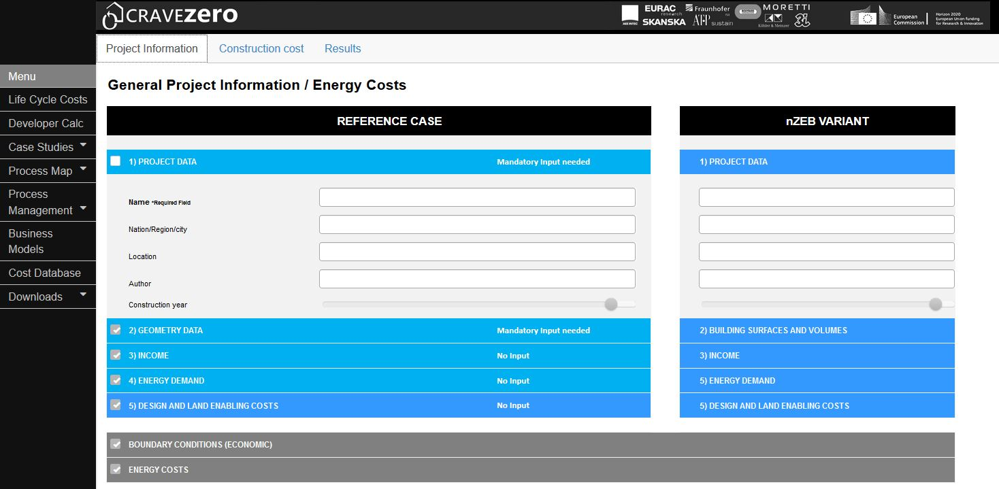 CRAVEZERO
EURAC
research
SKANSKA
AEE INTEC
Fraunhofer
ISE
ATP
sustain
MORETTI
Köhler & Meinzer
3i
European
Commission
Horizon 2020
European Union funding
for Research & Innovation
Project Information
Construction cost
Results
Menu
Life Cycle Costs
Developer Calc
Case Studies
Process Map
Process
Management
Business
Models
Cost Database
Downloads
General Project Information / Energy Costs
REFERENCE CASE
1) PROJECT DATA Mandatory Input needed
Name *Required Field
Nation/Region/city
Location
Author
Construction year
2) GEOMETRY DATA Mandatory Input needed
3) INCOME No Input
4) ENERGY DEMAND No Input
5) DESIGN AND LAND ENABLING COSTS No Input
nZEB VARIANT
1) PROJECT DATA
2) BUILDING SURFACES AND VOLUMES
3) INCOME
5) ENERGY DEMAND
5) DESIGN AND LAND ENABLING COSTS
BOUNDARY CONDITIONS (ECONOMIC)
ENERGY COSTS